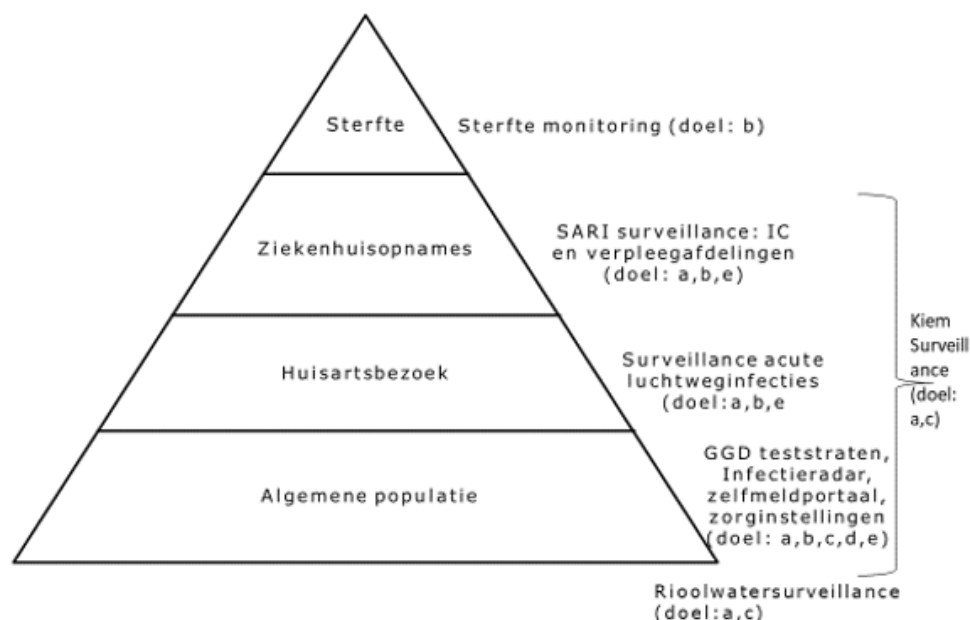 Sterfte
Sterfte monitoring (doel: b)
Ziekenhuisopnames
SARI surveillance: IC
en verpleegafdelingen
(doel: a,b,e)
Huisartsbezoek
Surveillance acute
luchtweginfecties
(doel:a,b,e
Kiem
Surveill
ance
(doel:
a,c)
Algemene populatie
GGD teststraten,
Infectieradar,
zelfmeldportaal,
zorginstellingen
(doel: a,b,c,d,e)
Rioolwatersurveillance
(doel:a,c)